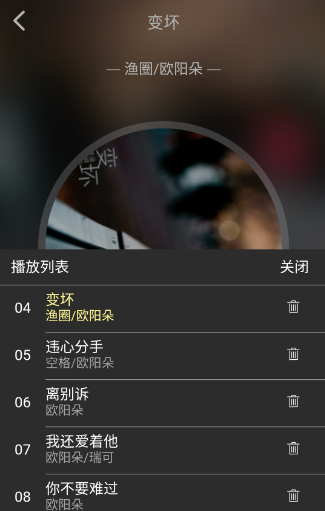 变坏
— 渔圈/欧阳朵 —
变坏
播放列表 关闭
04 变坏
渔圈/欧阳朵
05 违心分手
空格/欧阳朵
06 离别诉
欧阳朵
07 我还爱着他
欧阳朵/瑞可
08 你不要难过
欧阳朵